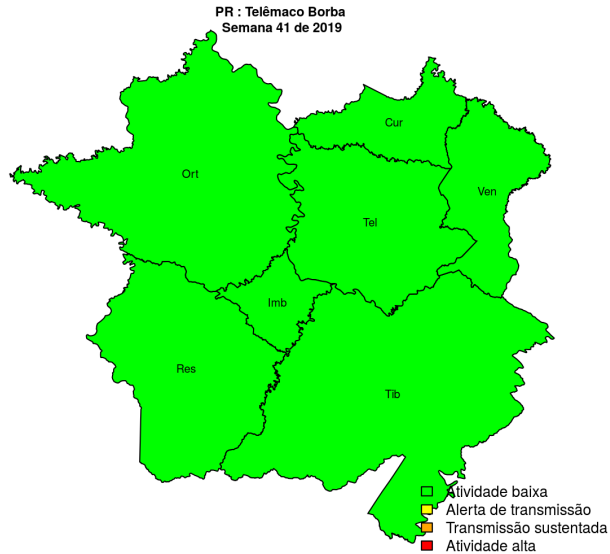 PR : Telêmaco Borba
Semana 41 de 2019
Cur
Ort
Ven
Tel
Imb
Res
Tib
Atividade baixa
Alerta de transmissão
Transmissão sustentada
Atividade alta